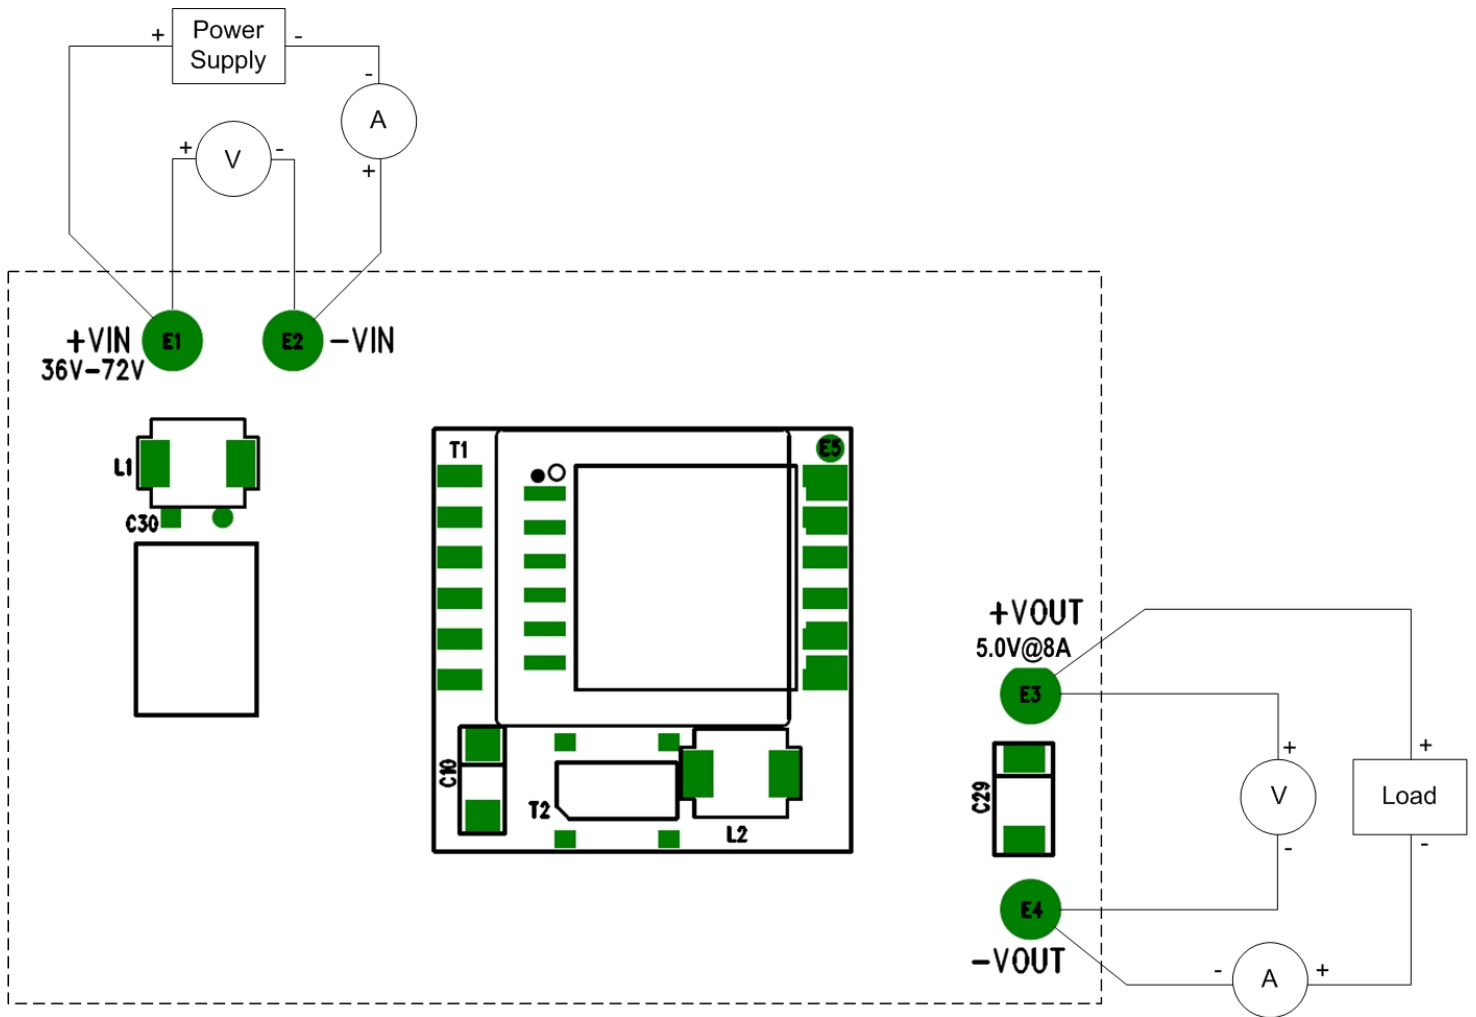 + Power -
Supply
-
A
+ V -
+
+VIN E1 E2 -VIN
36V-72V
T1 E5
L1
C30
+VOUT
5.0V@8A
E3
+ +
C10
T2
L2
C29
V Load
- -
E4
-VOUT
- A +